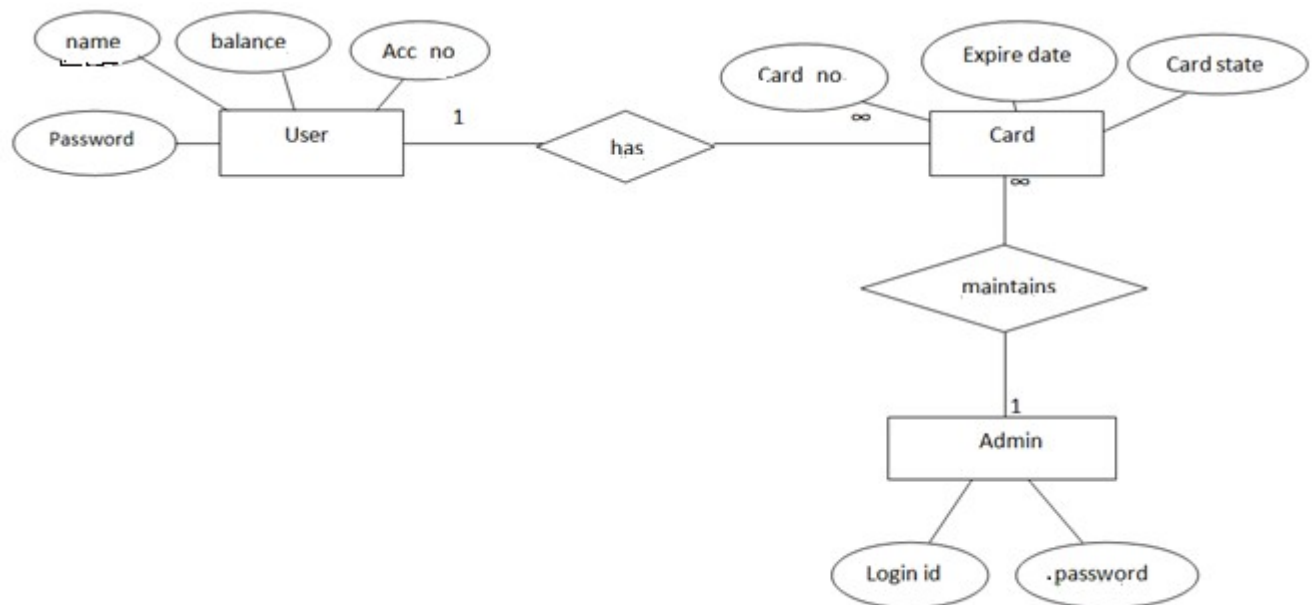 name
balance
Acc no
Card no.
Expire date
Card state
Password
User
1
has
∞
Card
∞
maintains
1
Admin
Login id
.password